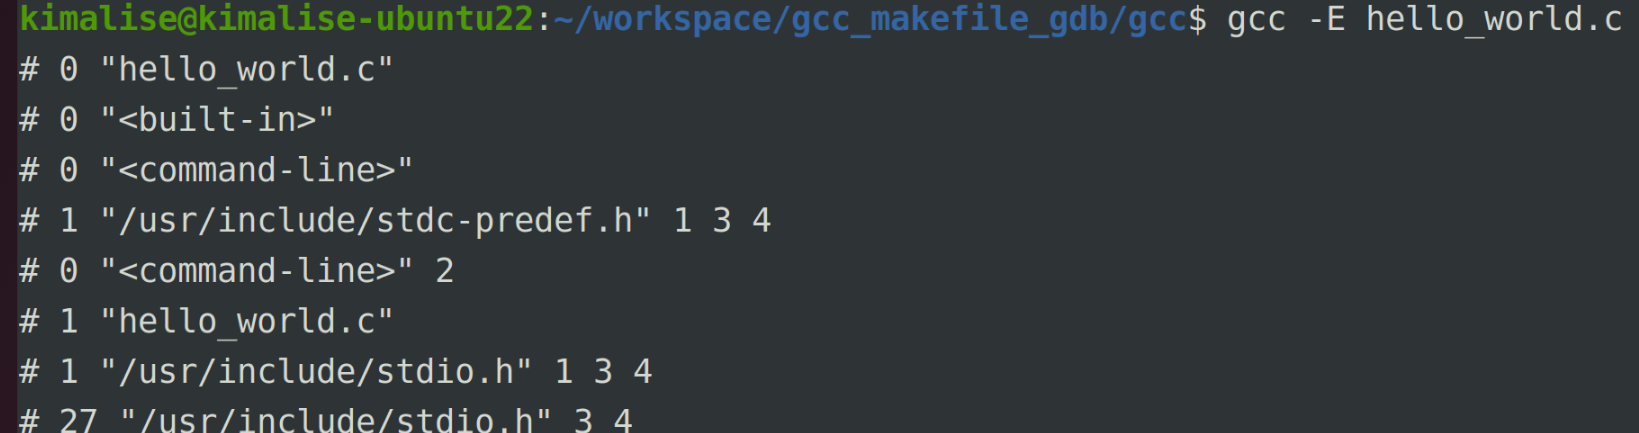 kimalise@kimalise-ubuntu22:~/workspace/gcc_makefile_gdb/gcc$ gcc -E hello_world.c
# 0 "hello_world.c"
# 0 "<built-in>"
# 0 "<command-line>"
# 1 "/usr/include/stdc-predef.h" 1 3 4
# 0 "<command-line>" 2
# 1 "hello_world.c"
# 1 "/usr/include/stdio.h" 1 3 4
# 27 "/usr/include/stdio.h" 3 4